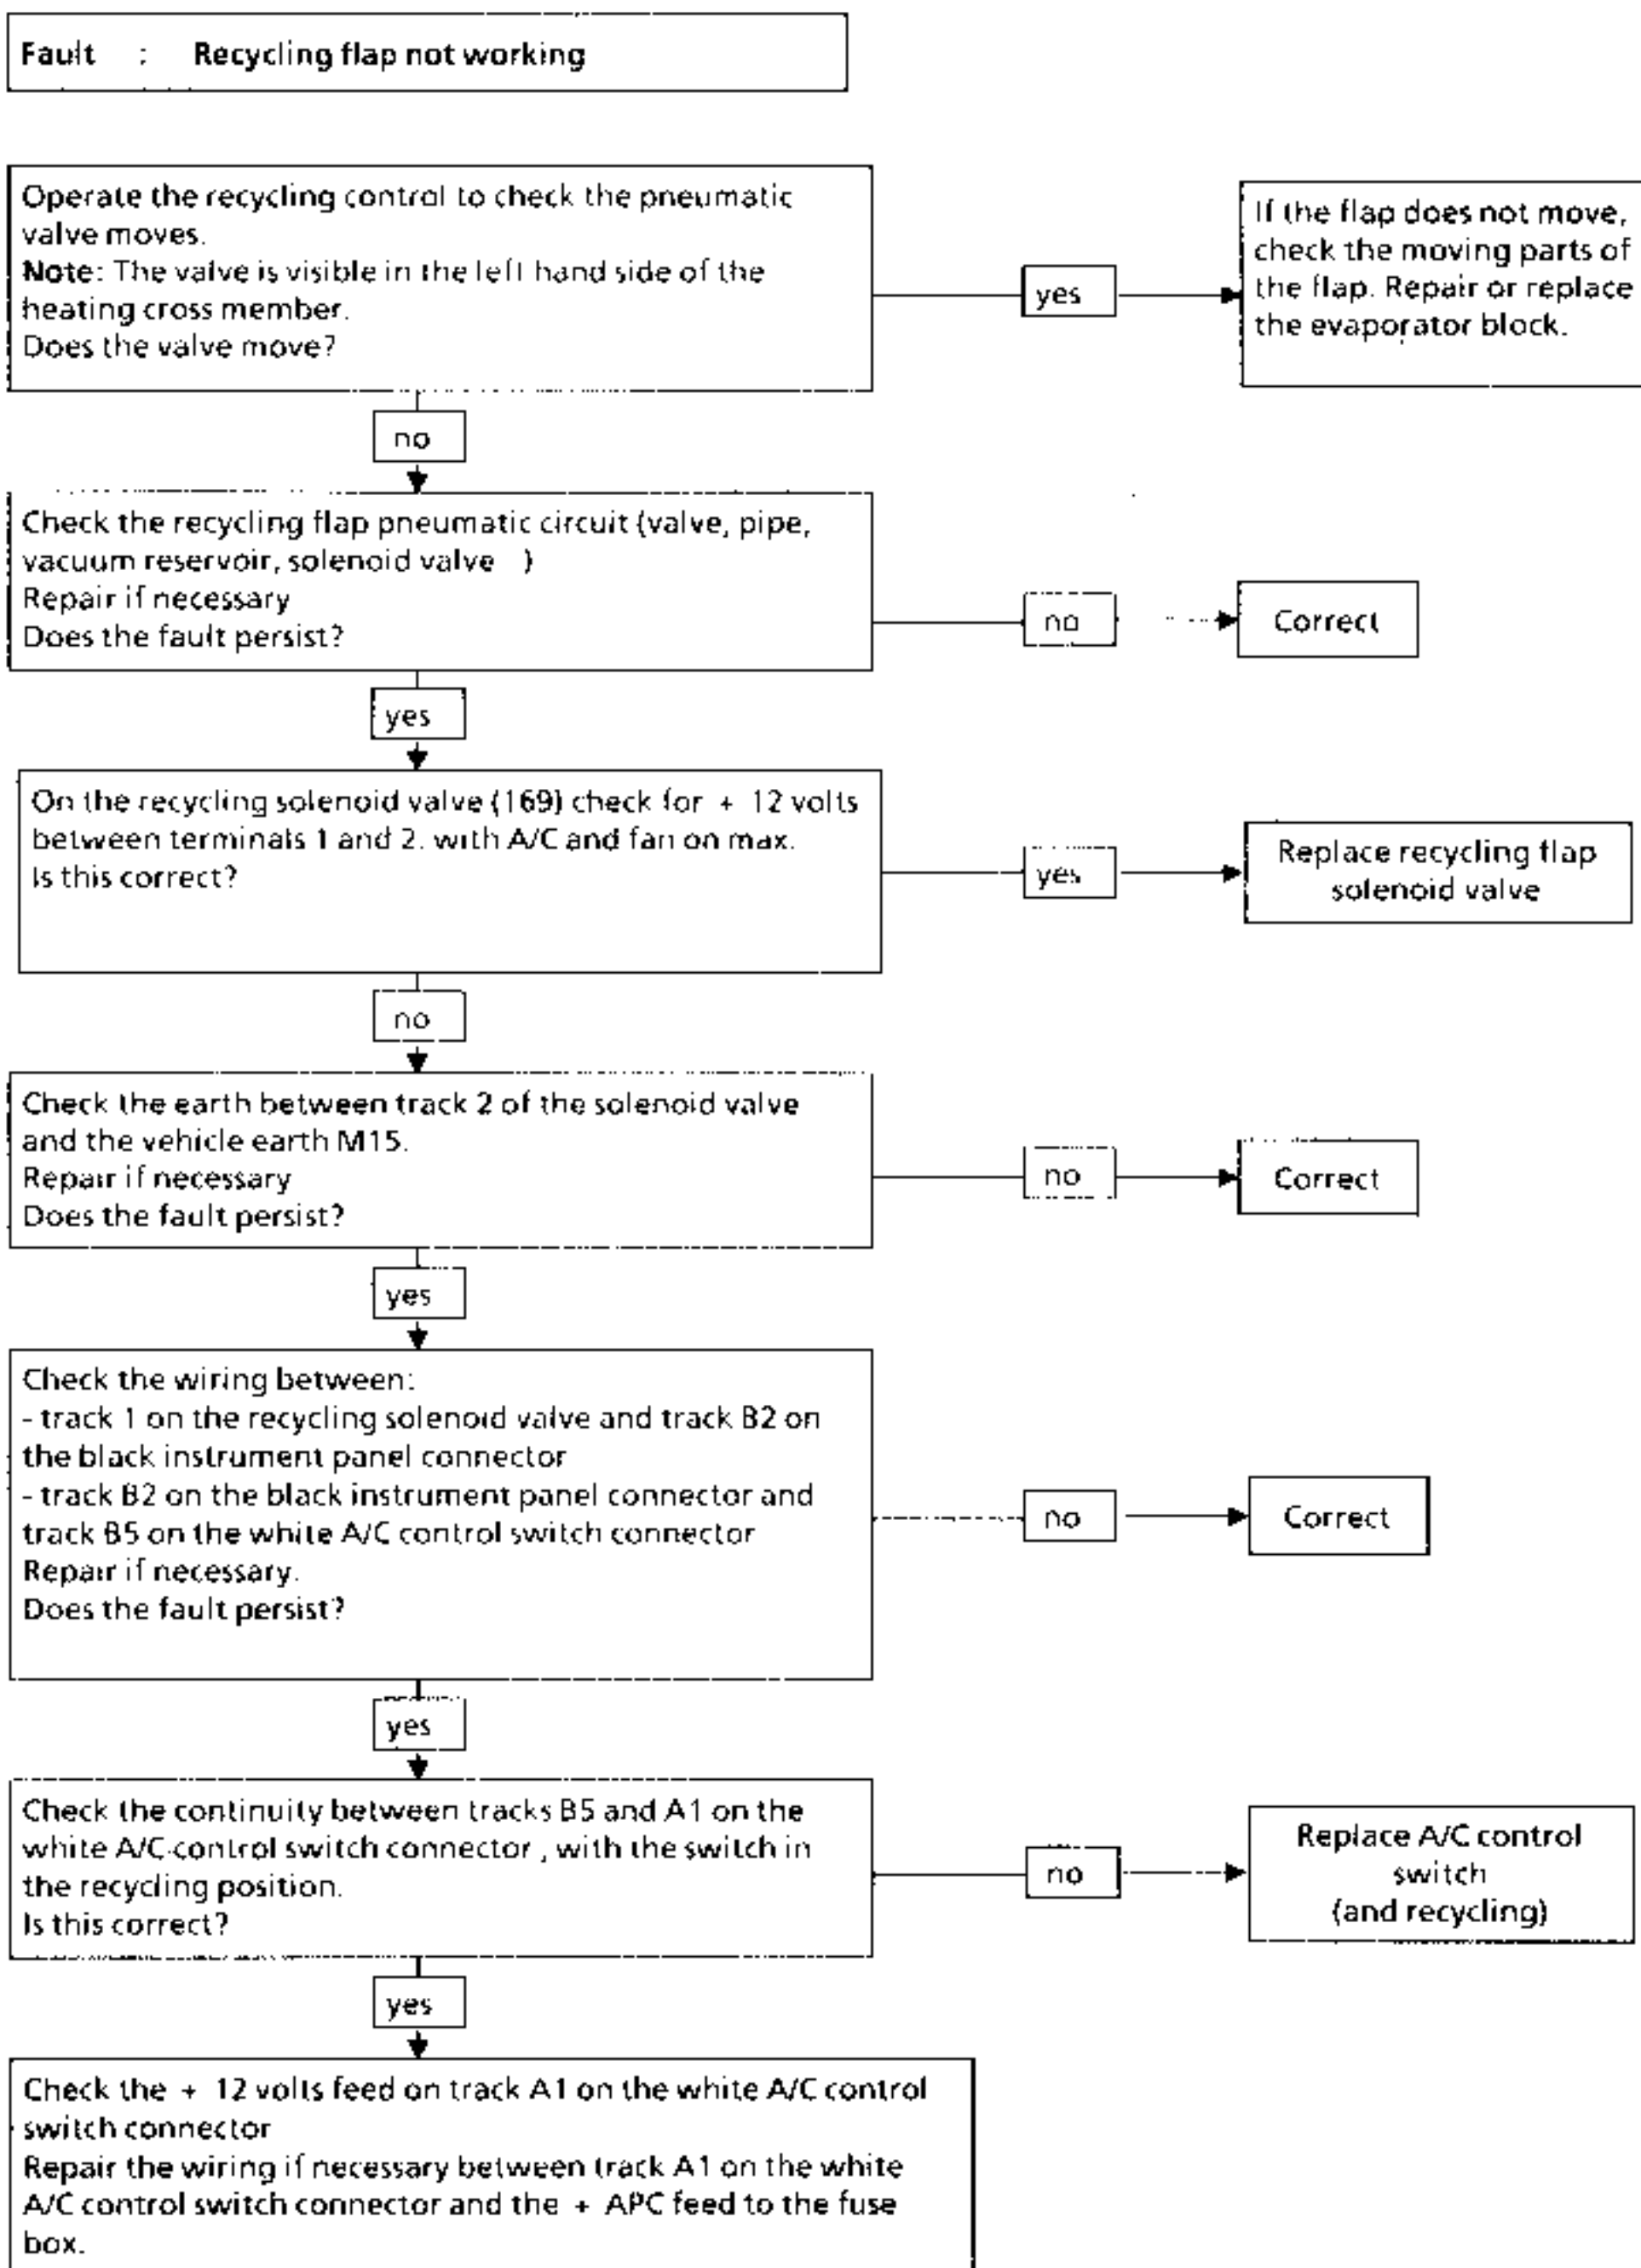 Fault : Recycling flap not working
Operate the recycling control to check the pneumatic
valve moves.
Note: The valve is visible in the left hand side of the
heating cross member.
Does the valve move?
yes
If the flap does not move,
check the moving parts of
the flap. Repair or replace
the evaporator block.
no
Check the recycling flap pneumatic circuit (valve, pipe,
vacuum reservoir, solenoid valve )
Repair if necessary
Does the fault persist?
no
Correct
yes
On the recycling solenoid valve (169) check for + 12 volts
between terminals 1 and 2. with A/C and fan on max.
Is this correct?
yes
Replace recycling flap
solenoid valve
no
Check the earth between track 2 of the solenoid valve
and the vehicle earth M15.
Repair if necessary
Does the fault persist?
no
Correct
yes
Check the wiring between:
- track 1 on the recycling solenoid valve and track B2 on
the black instrument panel connector
- track B2 on the black instrument panel connector and
track B5 on the white A/C control switch connector
Repair if necessary.
Does the fault persist?
no
Correct
yes
Check the continuity between tracks B5 and A1 on the
white A/C control switch connector, with the switch in
the recycling position.
Is this correct?
no
Replace A/C control
switch
(and recycling)
yes
Check the + 12 volts feed on track A1 on the white A/C control
switch connector
Repair the wiring if necessary between track A1 on the white
A/C control switch connector and the + APC feed to the fuse
box.